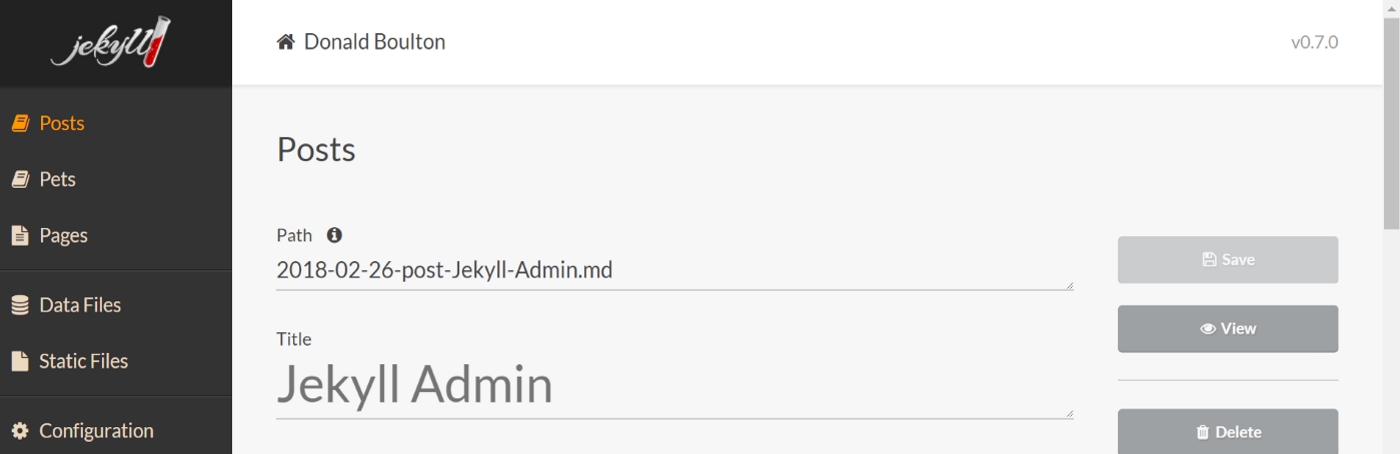 jekyll
Donald Boulton
v0.7.0
Posts
Pets
Pages
Data Files
Static Files
Configuration
Posts
Path
2018-02-26-post-Jekyll-Admin.md
Title
Jekyll Admin
Save
View
Delete